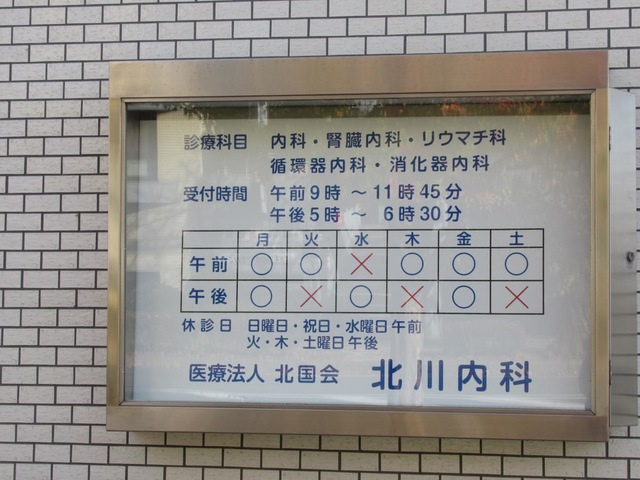 診療科目 内科・腎臓内科・リウマチ科
循環器内科・消化器内科
受付時間 午前9時 〜11時45分
午後5時〜 6時30分
月 火 水 木 金 土
午前 ○ ○ × ○ ○ ○
午後 ○ × ○ × ○ ×
休診日 日曜日・祝日・水曜日午前
火・木・土曜日午後
医療法人 北国会 北川内科